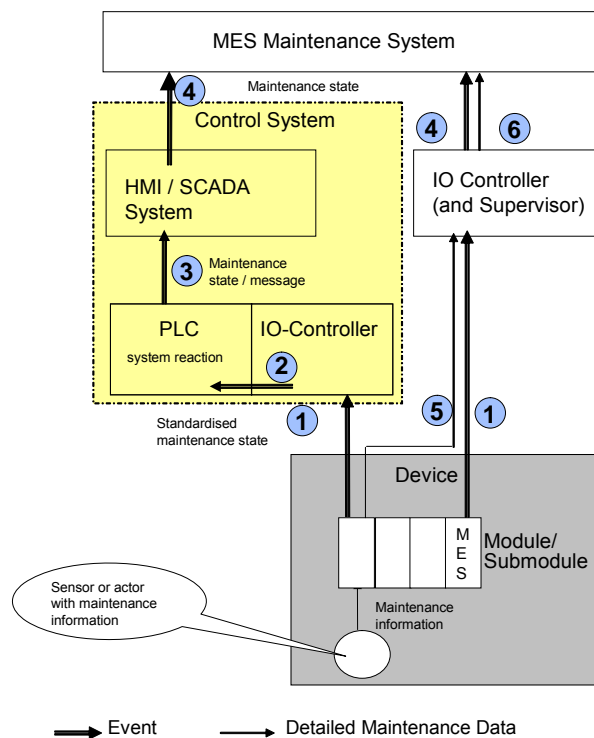 MES Maintenance System
Maintenance state
4
4
6
Control System
HMI / SCADA
System
IO Controller
(and Supervisor)
3
Maintenance
state / message
PLC
IO-Controller
system reaction
2
Standardised
maintenance state
1
5
1
Device
M
E
S
Module/
Submodule
Sensor or actor
with maintenance
information
Maintenance
information
Event
Detailed Maintenance Data